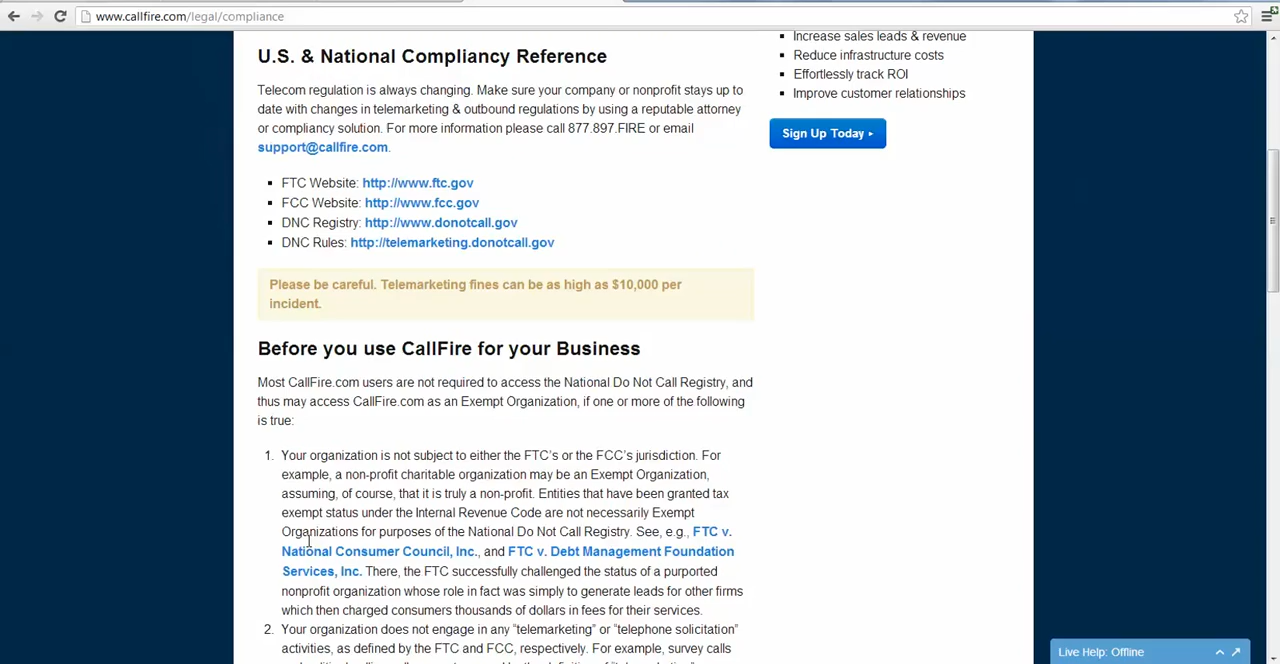 www.callfire.com/legal/compliance
U.S. & National Compliancy Reference
Telecom regulation is always changing. Make sure your company or nonprofit stays up to
date with changes in telemarketing & outbound regulations by using a reputable attorney
or compliancy solution. For more information please call 877.897.FIRE or email
support@callfire.com.
FTC Website: http://www.ftc.gov
FCC Website: http://www.fcc.gov
DNC Registry: http://www.donotcall.gov
DNC Rules: http://telemarketing.donotcall.gov
Please be careful. Telemarketing fines can be as high as $10,000 per
incident.
Before you use CallFire for your Business
Most CallFire.com users are not required to access the National Do Not Call Registry, and
thus may access CallFire.com as an Exempt Organization, if one or more of the following
is true:
1. Your organization is not subject to either the FTC's or the FCC's jurisdiction. For
example, a non-profit charitable organization may be an Exempt Organization,
assuming, of course, that it is truly a non-profit. Entities that have been granted tax
exempt status under the Internal Revenue Code are not necessarily Exempt
Organizations for purposes of the National Do Not Call Registry. See, e.g., FTC v.
National Consumer Council, Inc., and FTC v. Debt Management Foundation
Services, Inc. There, the FTC successfully challenged the status of a purported
nonprofit organization whose role in fact was simply to generate leads for other firms
which then charged consumers thousands of dollars in fees for their services.
2. Your organization does not engage in any "telemarketing" or "telephone solicitation"
activities, as defined by the FTC and FCC, respectively. For example, survey calls
Increase sales leads & revenue
Reduce infrastructure costs
Effortlessly track ROI
Improve customer relationships
Sign Up Today
Live Help: Offline